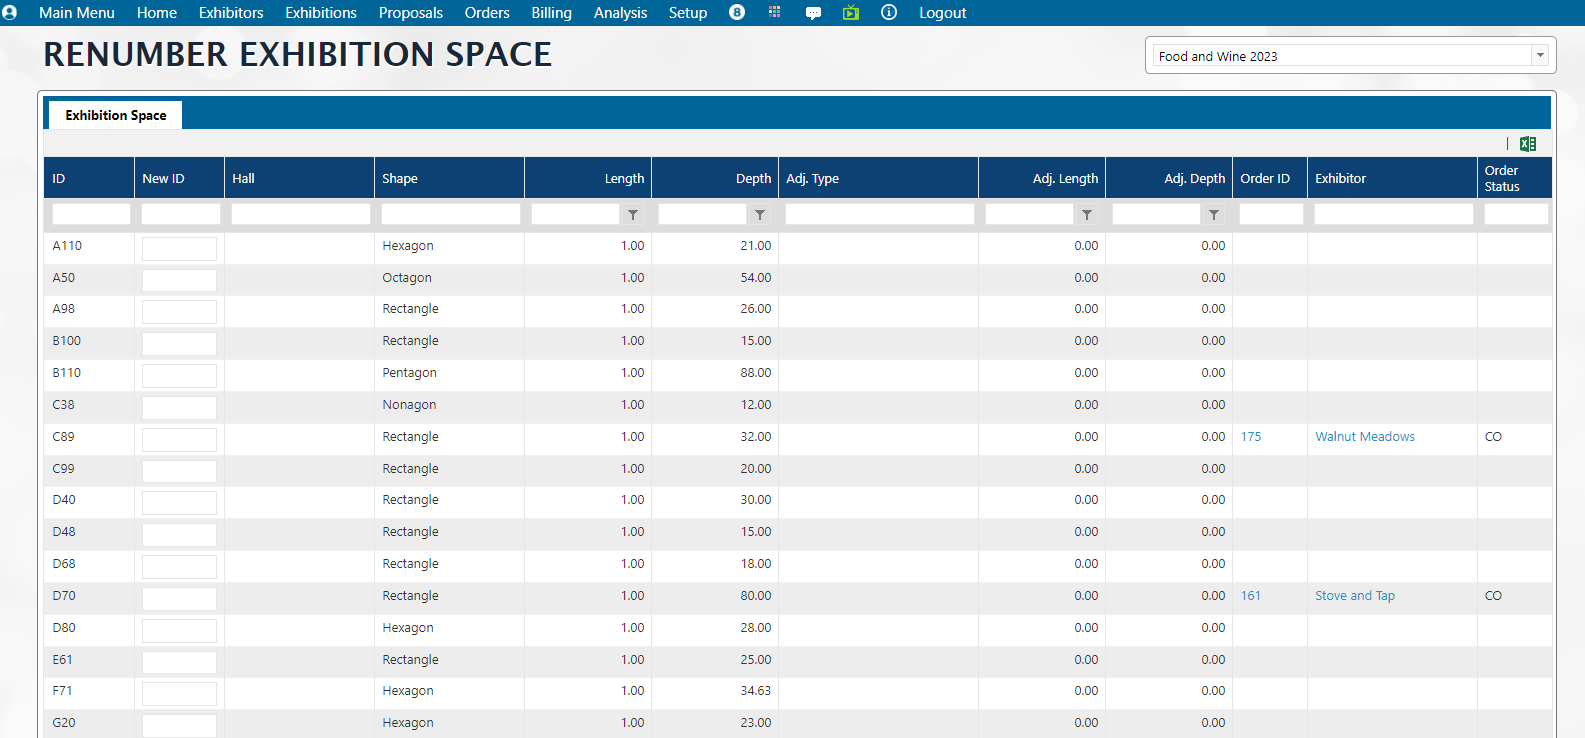 Main Menu Home Exhibitors Exhibitions Proposals Orders Billing Analysis Setup 8 Logout
RENUMBER EXHIBITION SPACE
Food and Wine 2023
Exhibition Space
ID New ID Hall Shape Length Depth Adj. Type Adj. Length Adj. Depth Order ID Exhibitor Order Status
A110 Hexagon 1.00 21.00 0.00 0.00
A50 Octagon 1.00 54.00 0.00 0.00
A98 Rectangle 1.00 26.00 0.00 0.00
B100 Rectangle 1.00 15.00 0.00 0.00
B110 Pentagon 1.00 88.00 0.00 0.00
C38 Nonagon 1.00 12.00 0.00 0.00
C89 Rectangle 1.00 32.00 0.00 0.00 175 Walnut Meadows CO
C99 Rectangle 1.00 20.00 0.00 0.00
D40 Rectangle 1.00 30.00 0.00 0.00
D48 Rectangle 1.00 15.00 0.00 0.00
D68 Rectangle 1.00 18.00 0.00 0.00
D70 Rectangle 1.00 80.00 0.00 0.00 161 Stove and Tap CO
D80 Hexagon 1.00 28.00 0.00 0.00
E61 Rectangle 1.00 25.00 0.00 0.00
F71 Hexagon 1.00 34.63 0.00 0.00
G20 Hexagon 1.00 23.00 0.00 0.00